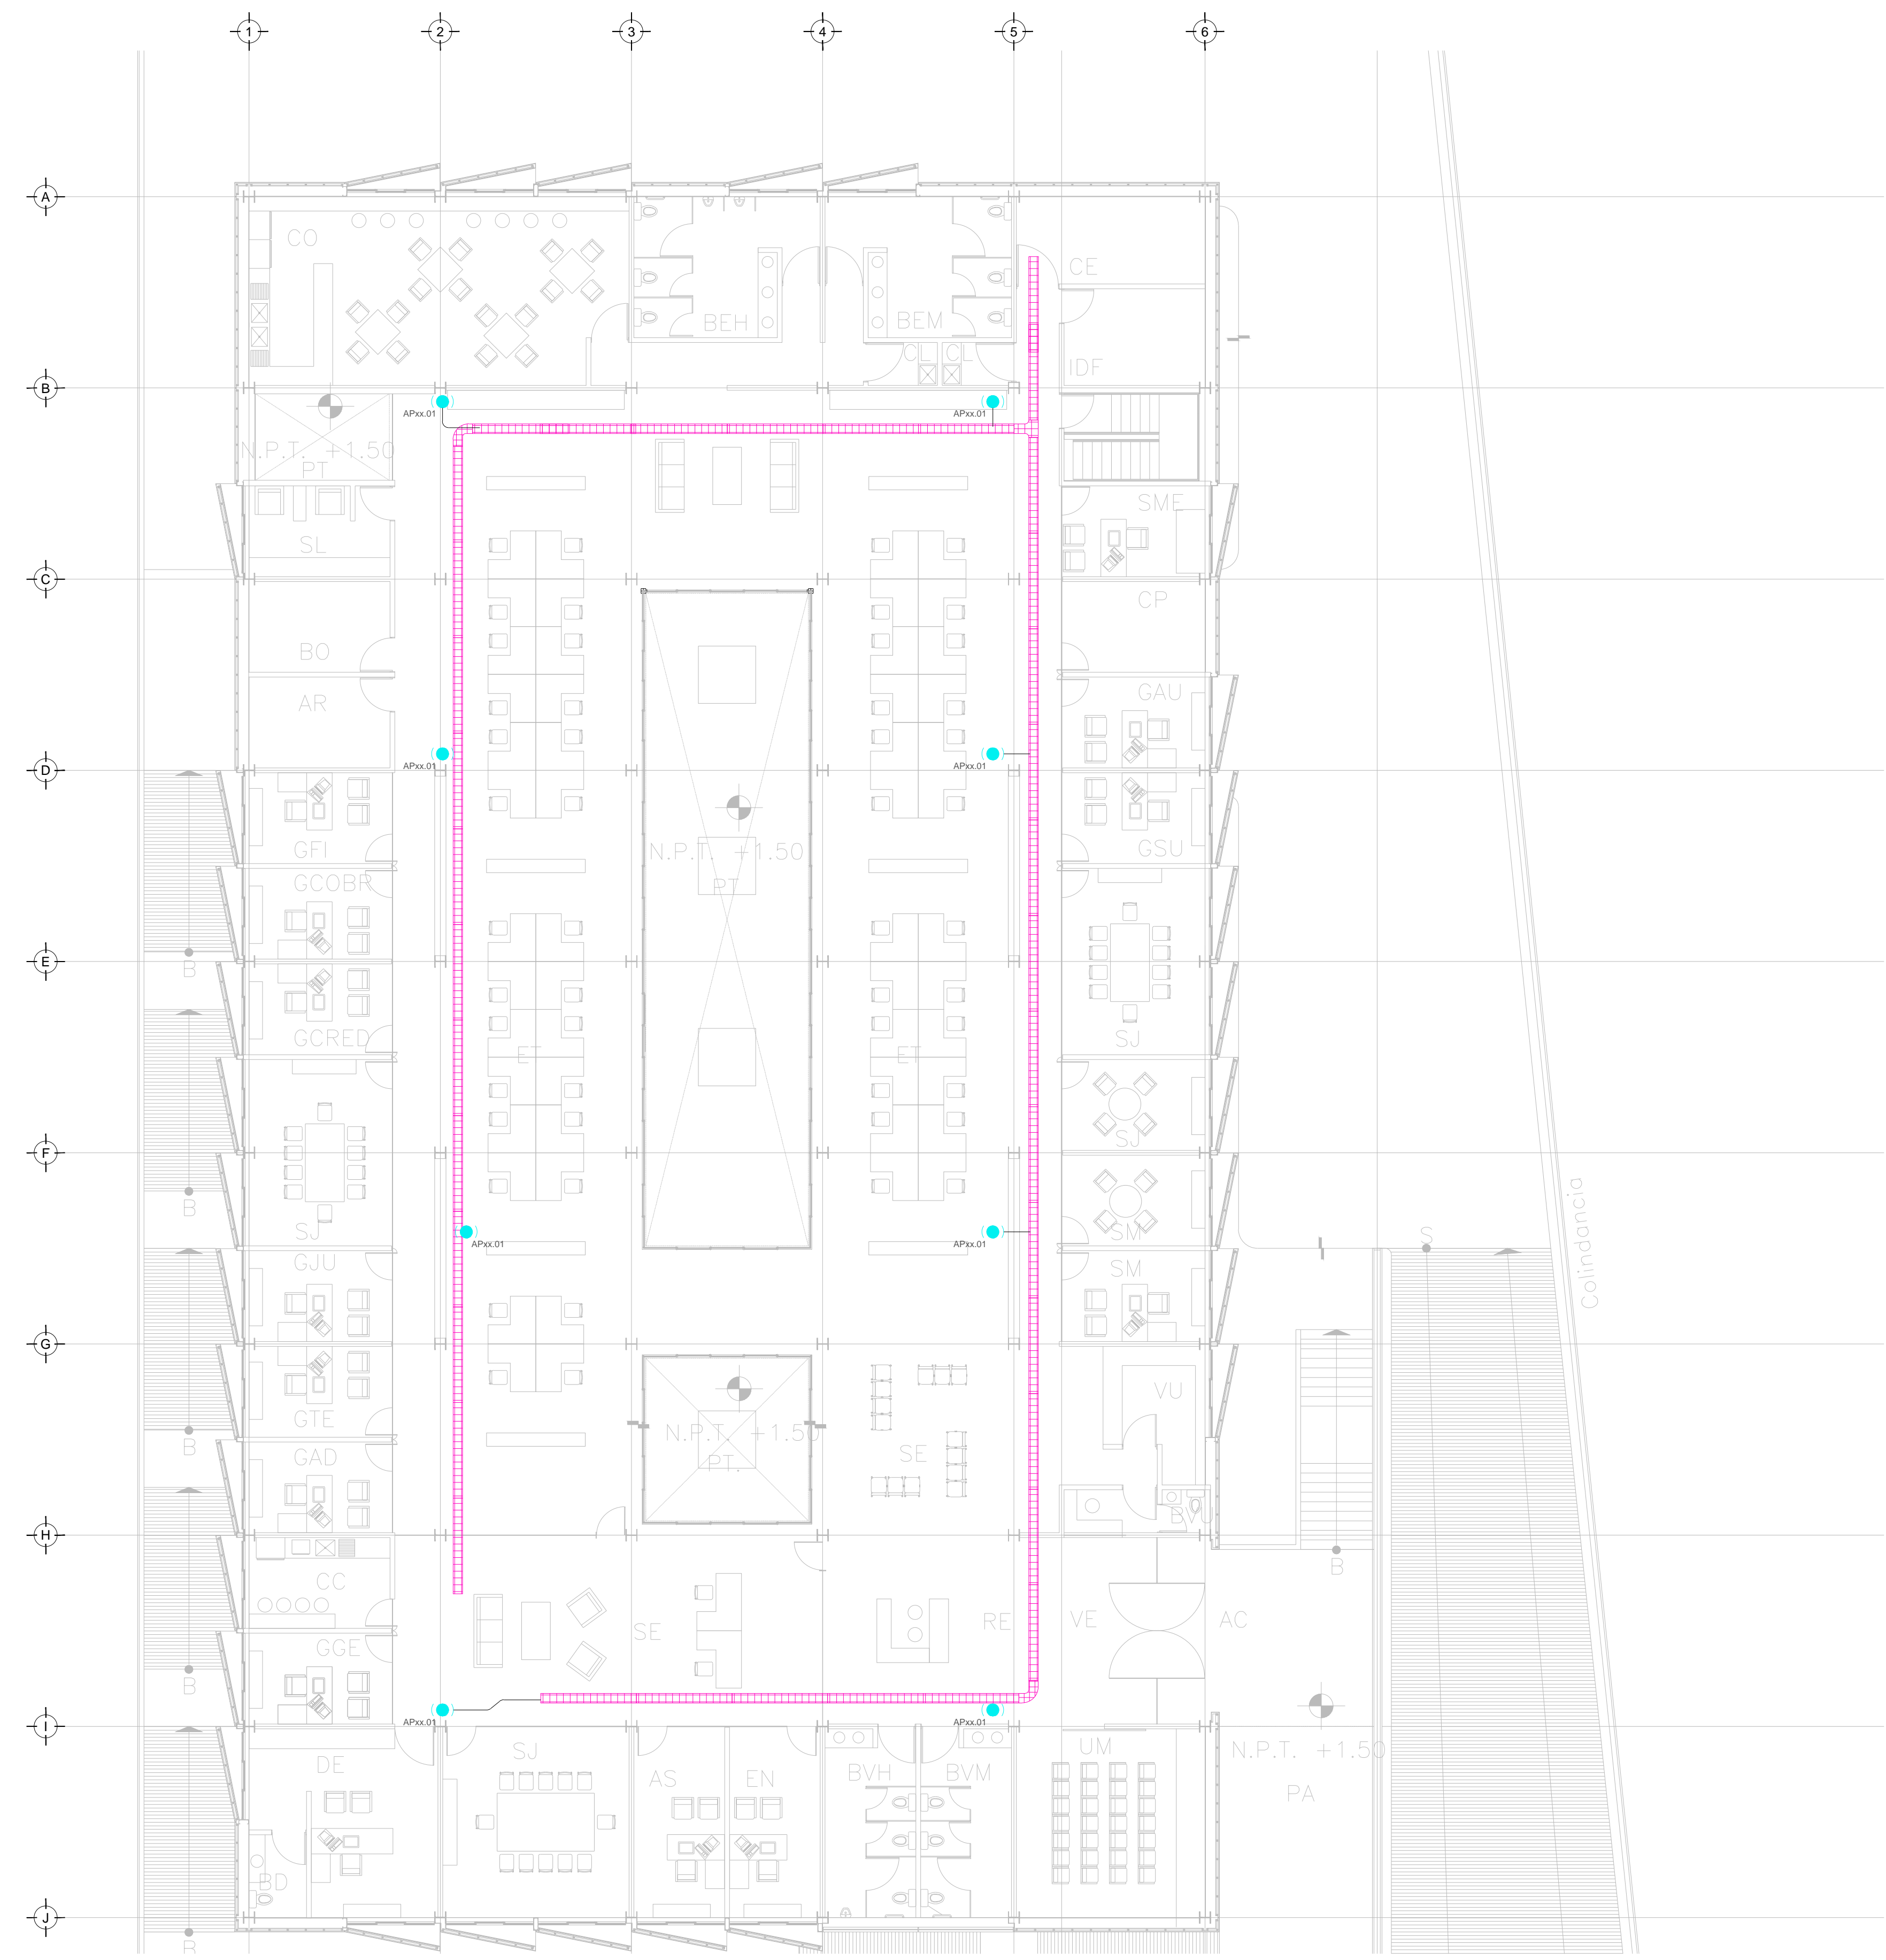 1 2 3 4 5 6
A
CO
CE
BEH
BEM
CL CL
IDF
B
APxx.01 APxx.01
N.P.T. +1.50
PT
SME
SL
C
CP
BO
GAU
AR
D
APxx.01 APxx.01
GFI
N.P.T. +1.50
GSU
GCOBR
PT
E
B
GCRED
SJ
ET ET
SJ
F
Colindancia
B
SJ
SM
S
APxx.01 APxx.01
GJU
SM
G
VU
GTE
N.P.T. +1.50
B
GAD
PT.
SE
BVU
H
B
CC
SE
RE
VE
AC
GGE
B
APxx.01 APxx.01
I
DE
SJ
AS
EN
BVH
BVM
UM
N.P.T. +1.50
PA
BD
J
B